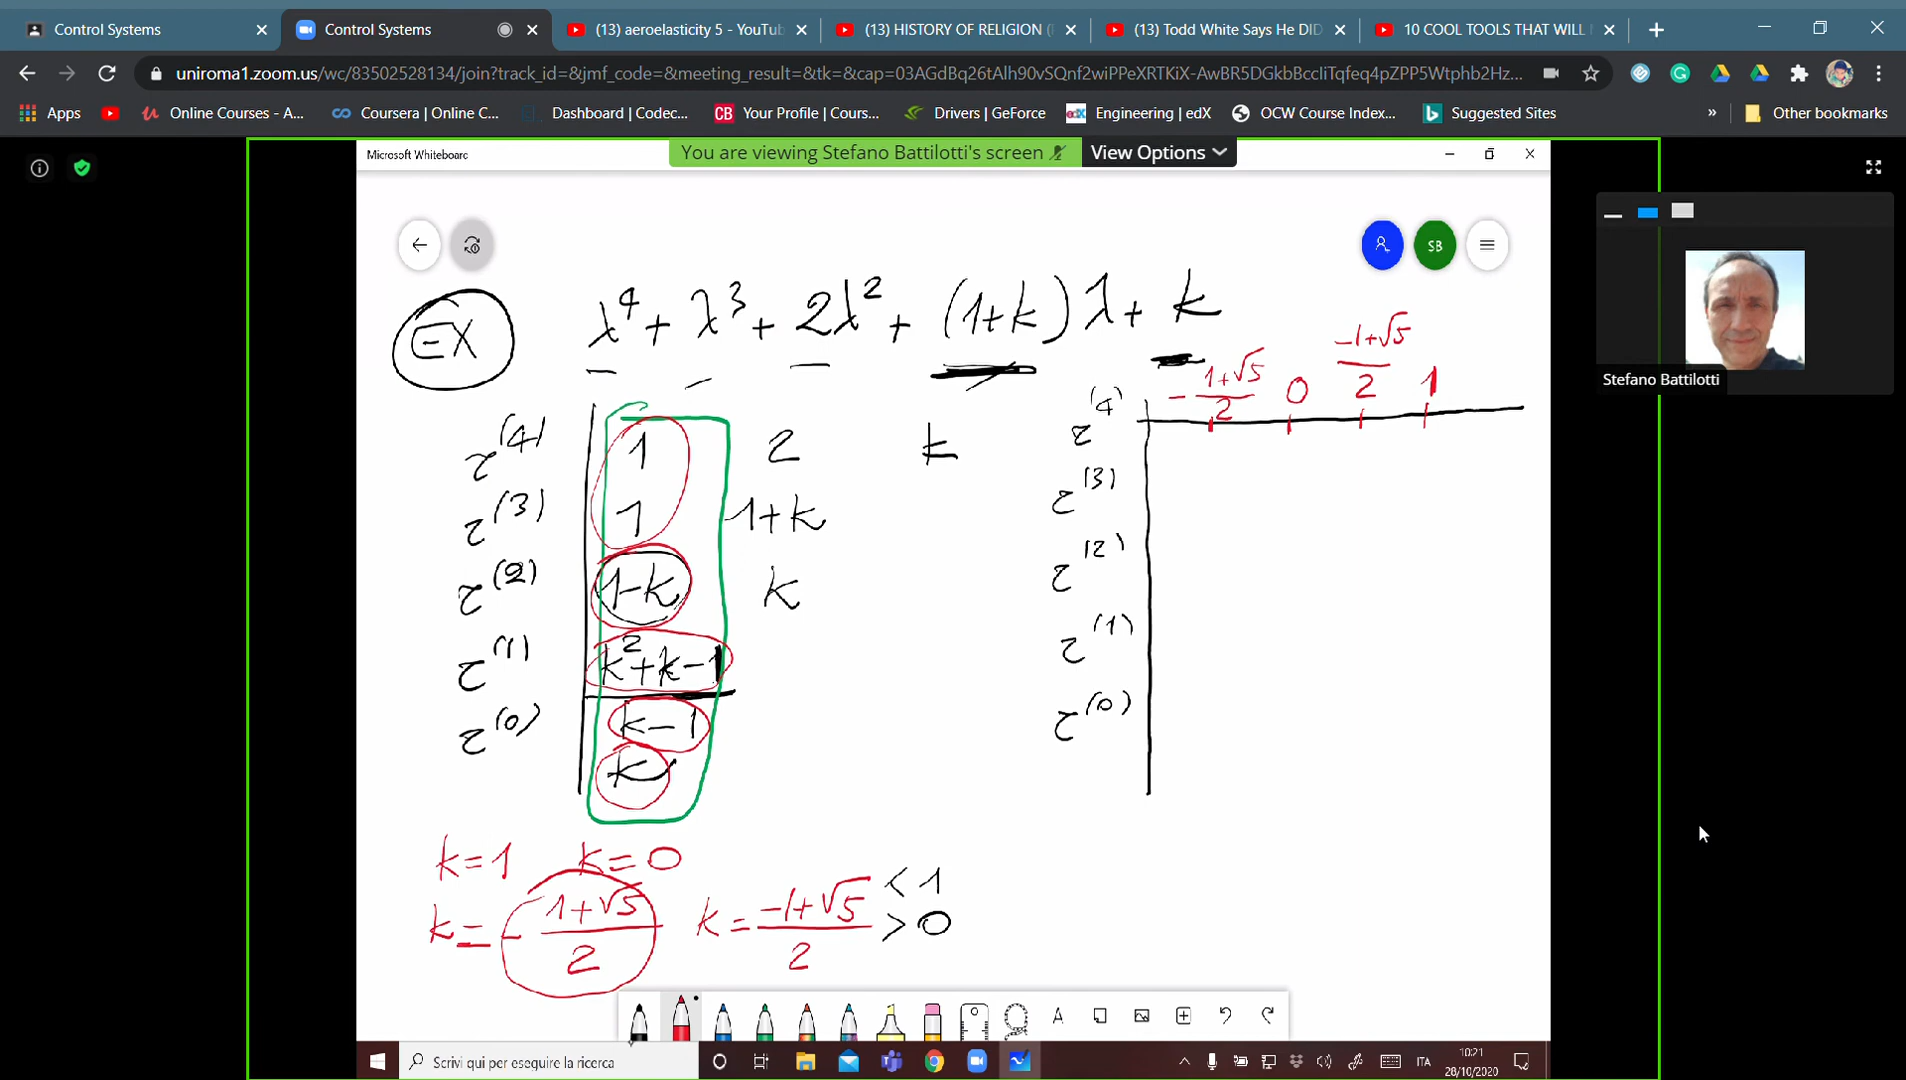 Control Systems
Control Systems
(13) aeroelasticity 5 - YouTub
(13) HISTORY OF RELIGION (
(13) Todd White Says He DID
10 COOL TOOLS THAT WILL
uniroma1.zoom.us/wc/83502528134/join?track_id=&jmf_code=&meeting_result=&tk=&cap=03AGdBq26tAlh90vSQnf2wiPPeXRTKiX-AwBR5DGkbBccIiTqfeq4pZPP5Wtphb2Hz...
Apps
Online Courses - A...
Coursera | Online C...
Dashboard | Codec...
CB Your Profile | Cours...
Drivers | GeForce
edX Engineering | edX
OCW Course Index...
Suggested Sites
»
Other bookmarks
Microsoft Whiteboard
You are viewing Stefano Battilotti's screen
View Options
SB
Stefano Battilotti
EX λ⁴ + λ³ + 2λ² + (1+k)λ + k
-(1+√5)/2 0 (-1+√5)/2 1
r⁽⁴⁾ 1 2 k
r⁽³⁾ 1 1+k
r⁽²⁾ 1-k k
r⁽¹⁾ k²+k-1
k-1
r⁽⁰⁾ k
r⁽⁴⁾
r⁽³⁾
r⁽²⁾
r⁽¹⁾
r⁽⁰⁾
k=1 k=0
k= -(1+√5)/2 k= (-1+√5)/2 <1
>0
Scrivi qui per eseguire la ricerca
ITA
10:21
28/10/2020